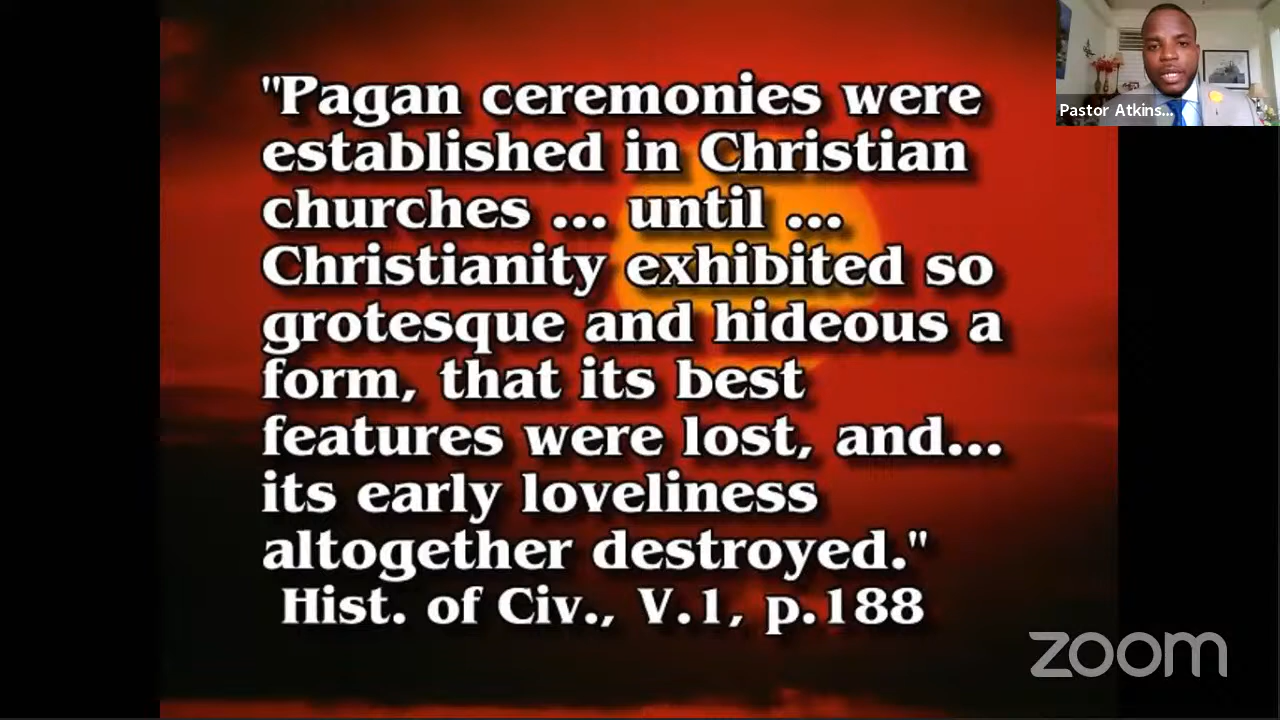 "Pagan ceremonies were
established in Christian
churches ... until ...
Christianity exhibited so
grotesque and hideous a
form, that its best
features were lost, and...
its early loveliness
altogether destroyed."
Hist. of Civ., V.1, p.188
Pastor Atkins...
zoom